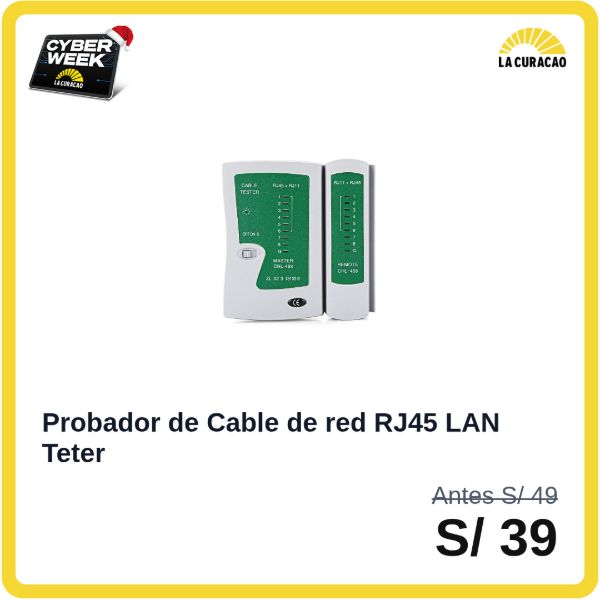 CYBER
WEEK
LA CURACAO
LA CURACAO
CABLE
TESTER
RJ45 + RJ11
1
2
3
4
5
6
7
8
G
MASTER
RJ11 + RJ45
1
2
3
4
5
6
7
8
G
REMOTE
CE
Probador de Cable de red RJ45 LAN
Teter
Antes S/ 49
S/ 39